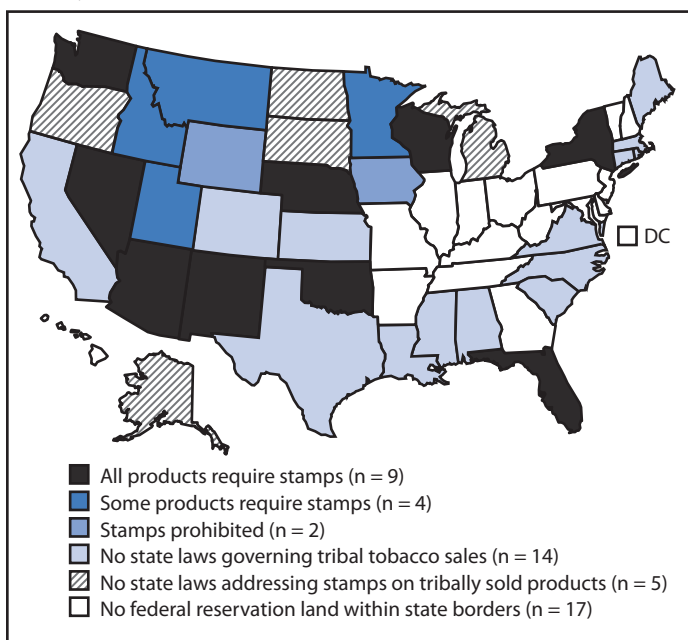 DC
All products require stamps (n = 9)
Some products require stamps (n = 4)
Stamps prohibited (n = 2)
No state laws governing tribal tobacco sales (n = 14)
No state laws addressing stamps on tribally sold products (n = 5)
No federal reservation land within state borders (n = 17)